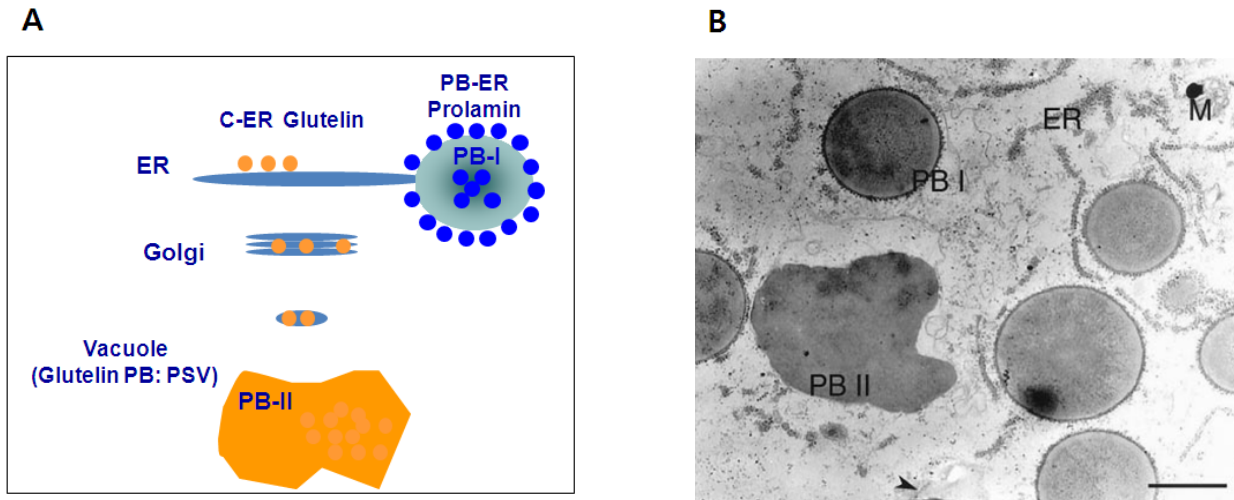 A
B
PB-ER
Prolamin
C-ER Glutelin
PB-I
ER
Golgi
Vacuole
(Glutelin PB: PSV)
PB-II
ER
M
PB I
PB II